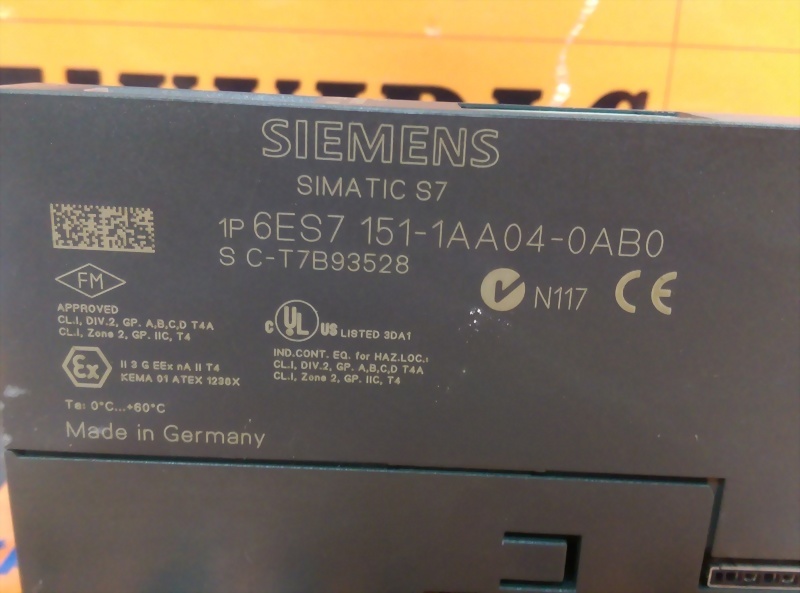 SIEMENS
SIMATIC S7
1P 6ES7 151-1AA04-0AB0
S C-T7B93528
FM
APPROVED
CL.I, DIV.2, GP. A,B,C,D T4A
CL.I, Zone 2, GP. IIC, T4
N117 CE
C UL US LISTED 3DA1
IND.CONT. EQ. for HAZ.LOC.:
CL.I, DIV.2, GP. A,B,C,D T4A
CL.I, Zone 2, GP. IIC, T4
Ex
II 3 G EEx nA II T4
KEMA 01 ATEX 1238X
Te: 0°C...+60°C
Made in Germany